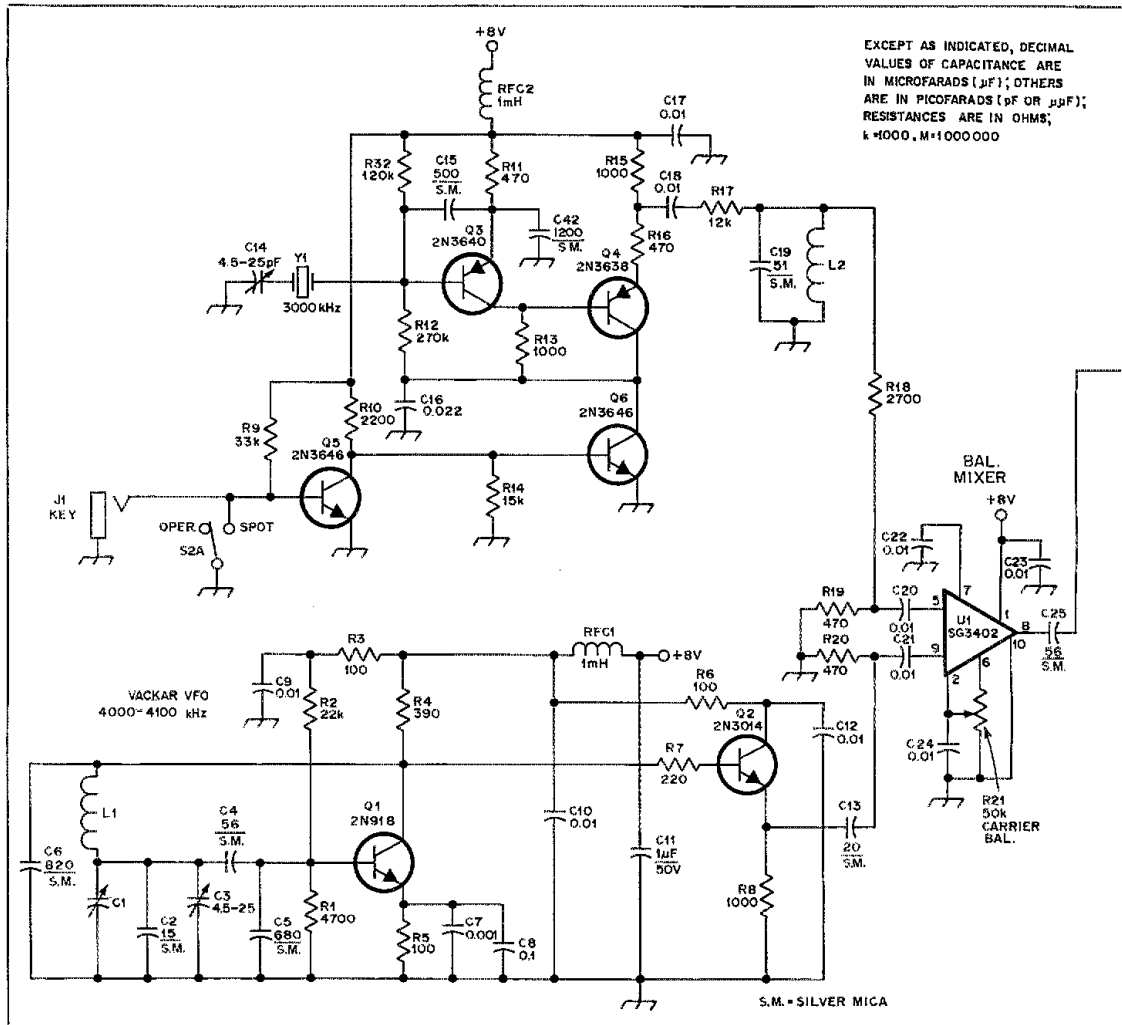 +8V
RFC2
1mH
EXCEPT AS INDICATED, DECIMAL
VALUES OF CAPACITANCE ARE
IN MICROFARADS (μF); OTHERS
ARE IN PICOFARADS (pF OR μμF);
RESISTANCES ARE IN OHMS;
k=1000, M=1000000
C17
0.01
R32
120k
C15
500
S.M.
R11
470
R15
1000
C18
0.01
R17
12k
C42
1200
S.M.
R16
470
Q3
2N3640
Q4
2N3638
C19
51
S.M.
L2
C14
4.5-25pF
Y1
3000kHz
R12
270k
R13
1000
R18
2700
C16
0.022
Q6
2N3646
R9
33k
R10
2200
Q5
2N3646
R14
15k
J1
KEY
OPER.
SPOT
S2A
BAL.
MIXER
+8V
C22
0.01
C23
0.01
7
R19
470
C20
0.01
5
1
U1
SG3402
8
C25
56
S.M.
R20
470
C21
0.01
9
10
2
6
C24
0.01
R21
50k
CARRIER
BAL.
R3
100
RFC1
1mH
+8V
C9
0.01
R6
100
VACKAR VFO
4000-4100 kHz
R2
22k
R4
390
Q2
2N3014
C12
0.01
R7
220
L1
C4
56
S.M.
Q1
2N918
C10
0.01
C13
20
S.M.
C6
820
S.M.
C11
1μF
50V
C1
C3
4.5-25
R8
1000
C2
15
S.M.
C5
680
S.M.
R1
4700
R5
100
C7
0.001
C8
0.1
S.M. = SILVER MICA